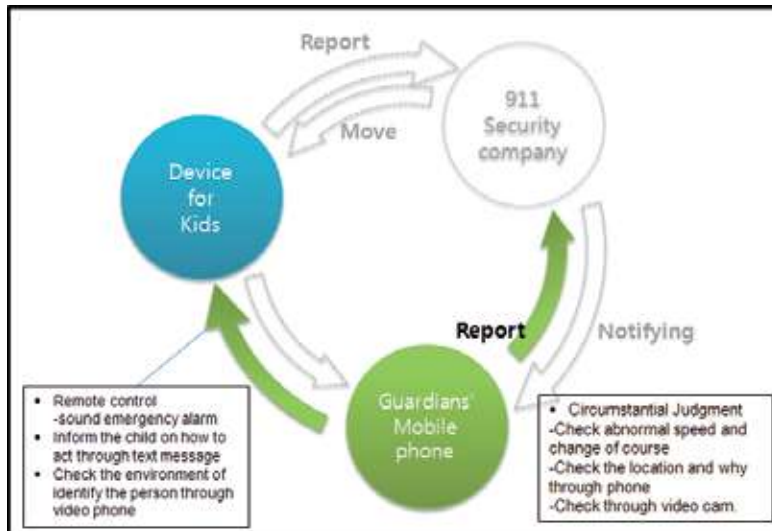 Report
Move
911
Security
company
Device
for
Kids
Report
Notifying
Guardians'
Mobile
phone
• Remote control
-sound emergency alarm
• Inform the child on how to
act through text message
• Check the environment of
identify the person through
video phone
• Circumstantial Judgment
-Check abnormal speed and
change of course
-Check the location and why
through phone
-Check through video cam.